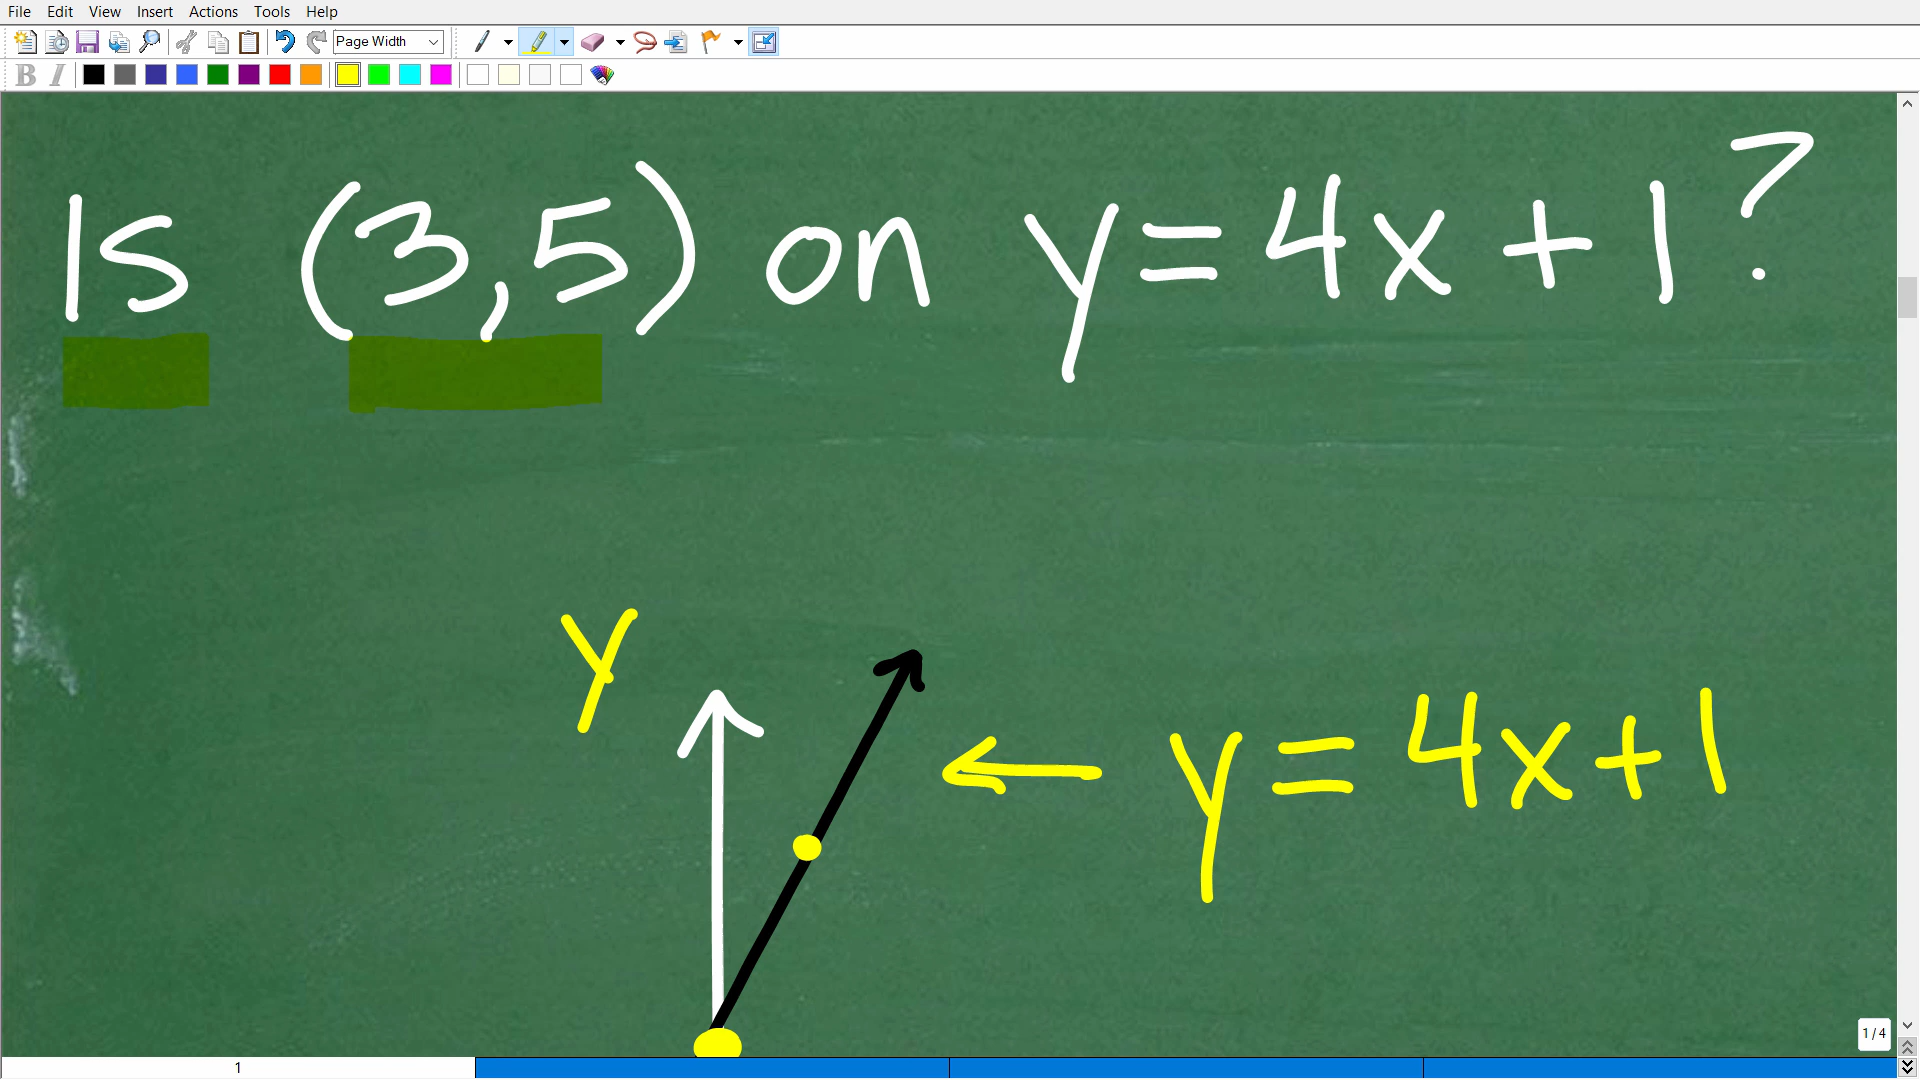 File Edit View Insert Actions Tools Help
Page Width
B I
Is (3,5) on y=4x+1?
y
y=4x+1
1/4
1